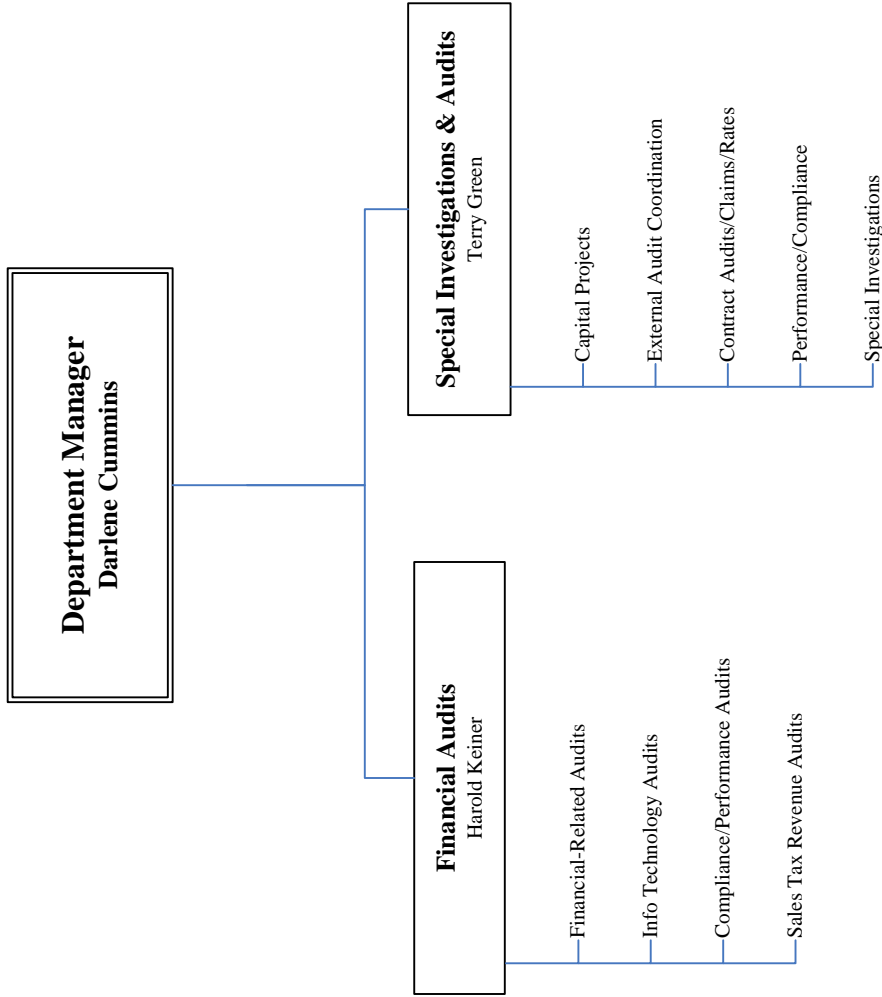 Department Manager
Darlene Cummins
Financial Audits
Harold Keiner
Financial-Related Audits
Info Technology Audits
Compliance/Performance Audits
Sales Tax Revenue Audits
Special Investigations & Audits
Terry Green
Capital Projects
External Audit Coordination
Contract Audits/Claims/Rates
Performance/Compliance
Special Investigations